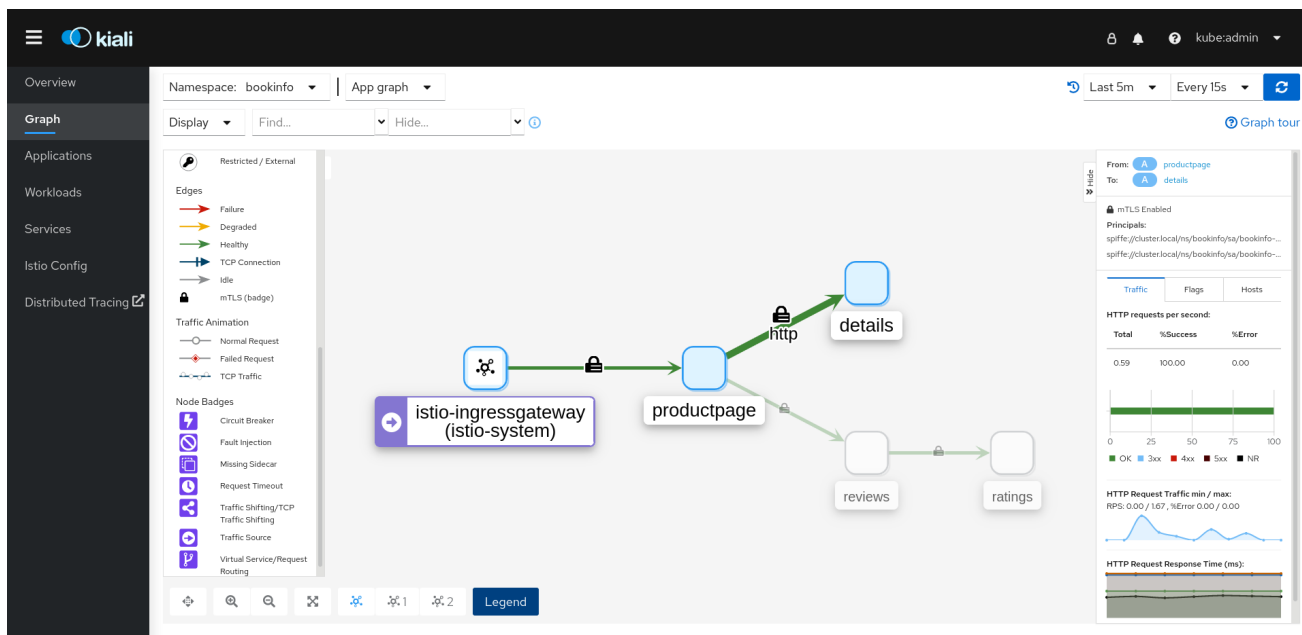 kiali
kube:admin
Overview
Graph
Applications
Workloads
Services
Istio Config
Distributed Tracing
Namespace: bookinfo
App graph
Last 5m
Every 15s
Display
Find...
Hide...
Graph tour
Restricted / External
Edges
Failure
Degraded
Healthy
TCP Connection
Idle
mTLS (badge)
Traffic Animation
Normal Request
Failed Request
TCP Traffic
Node Badges
Circuit Breaker
Fault Injection
Missing Sidecar
Request Timeout
Traffic Shifting/TCP
Traffic Shifting
Traffic Source
Virtual Service/Request
Routing
1
2
Legend
istio-ingressgateway
(istio-system)
productpage
http
details
reviews
ratings
Hide
From: A productpage
To: A details
mTLS Enabled
Principals:
spiffe://cluster.local/ns/bookinfo/sa/bookinfo-...
spiffe://cluster.local/ns/bookinfo/sa/bookinfo-...
Traffic Flags Hosts
HTTP requests per second:
Total %Success %Error
0.59 100.00 0.00
0 25 50 75 100
OK 3xx 4xx 5xx NR
HTTP Request Traffic min / max:
RPS: 0.00 / 1.67 , %Error 0.00 / 0.00
HTTP Request Response Time (ms):